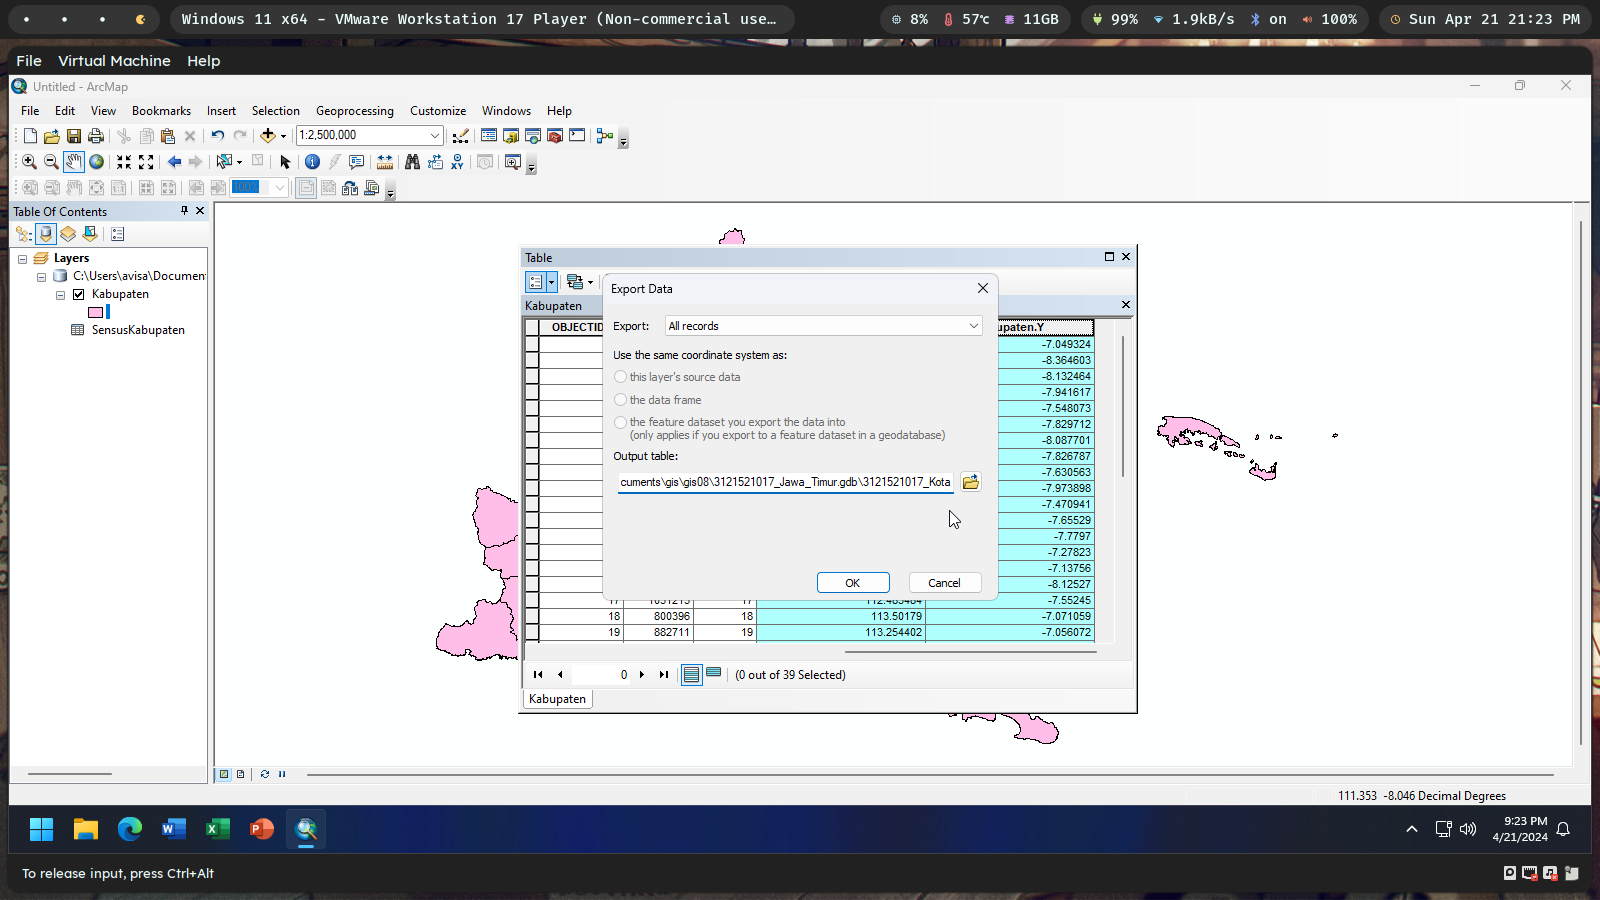 Windows 11 x64 - VMware Workstation 17 Player (Non-commercial use…
8% 57℃ 11GB
99% 1.9kB/s on 100%
Sun Apr 21 21:23 PM
File Virtual Machine Help
Untitled - ArcMap
File Edit View Bookmarks Insert Selection Geoprocessing Customize Windows Help
1:2,500,000
100%
Table Of Contents
Layers
C:\Users\avisa\Documen
Kabupaten
SensusKabupaten
Table
Kabupaten
OBJECTID
upaten.Y
-7.049324
-8.364603
-8.132464
-7.941617
-7.548073
-7.829712
-8.087701
-7.826787
-7.630563
-7.973898
-7.470941
-7.65529
-7.7797
-7.27823
-7.13756
-8.12527
17 1031213 17 112.483484 -7.55245
18 800396 18 113.50179 -7.071059
19 882711 19 113.254402 -7.056072
Export Data
Export: All records
Use the same coordinate system as:
this layer's source data
the data frame
the feature dataset you export the data into
(only applies if you export to a feature dataset in a geodatabase)
Output table:
cuments\gis\gis08\3121521017_Jawa_Timur.gdb\3121521017_Kota
OK Cancel
0 (0 out of 39 Selected)
Kabupaten
111.353 -8.046 Decimal Degrees
9:23 PM
4/21/2024
To release input, press Ctrl+Alt